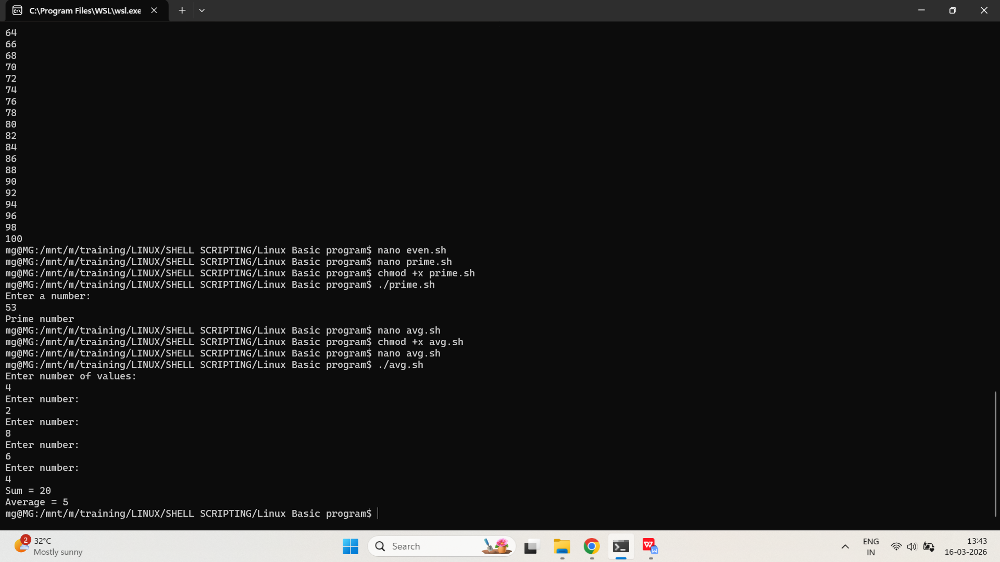 C:\Program Files\WSL\wsl.exe
64
66
68
70
72
74
76
78
80
82
84
86
88
90
92
94
96
98
100
mg@MG:/mnt/m/training/LINUX/SHELL SCRIPTING/Linux Basic program$ nano even.sh
mg@MG:/mnt/m/training/LINUX/SHELL SCRIPTING/Linux Basic program$ nano prime.sh
mg@MG:/mnt/m/training/LINUX/SHELL SCRIPTING/Linux Basic program$ chmod +x prime.sh
mg@MG:/mnt/m/training/LINUX/SHELL SCRIPTING/Linux Basic program$ ./prime.sh
Enter a number:
53
Prime number
mg@MG:/mnt/m/training/LINUX/SHELL SCRIPTING/Linux Basic program$ nano avg.sh
mg@MG:/mnt/m/training/LINUX/SHELL SCRIPTING/Linux Basic program$ chmod +x avg.sh
mg@MG:/mnt/m/training/LINUX/SHELL SCRIPTING/Linux Basic program$ nano avg.sh
mg@MG:/mnt/m/training/LINUX/SHELL SCRIPTING/Linux Basic program$ ./avg.sh
Enter number of values:
4
Enter number:
2
Enter number:
8
Enter number:
6
Enter number:
4
Sum = 20
Average = 5
mg@MG:/mnt/m/training/LINUX/SHELL SCRIPTING/Linux Basic program$
2
32°C
Mostly sunny
Search
ENG
IN
13:43
16-03-2026